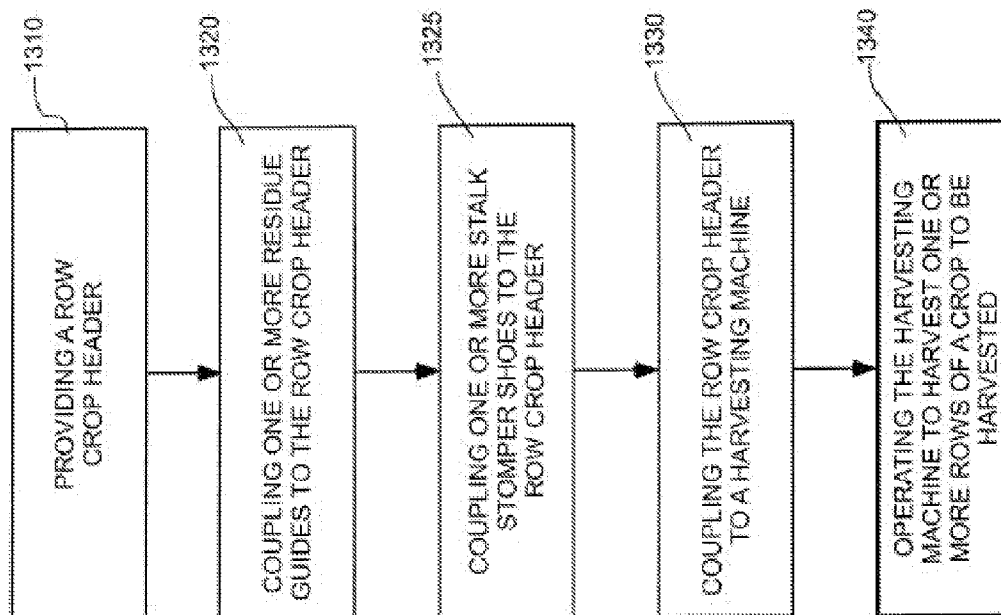 1310
PROVIDING A ROW
CROP HEADER
1320
COUPLING ONE OR MORE RESIDUE
GUIDES TO THE ROW CROP HEADER
1325
COUPLING ONE OR MORE STALK
STOMPER SHOES TO THE
ROW CROP HEADER
1330
COUPLING THE ROW CROP HEADER
TO A HARVESTING MACHINE
1340
OPERATING THE HARVESTING
MACHINE TO HARVEST ONE OR
MORE ROWS OF A CROP TO BE
HARVESTED